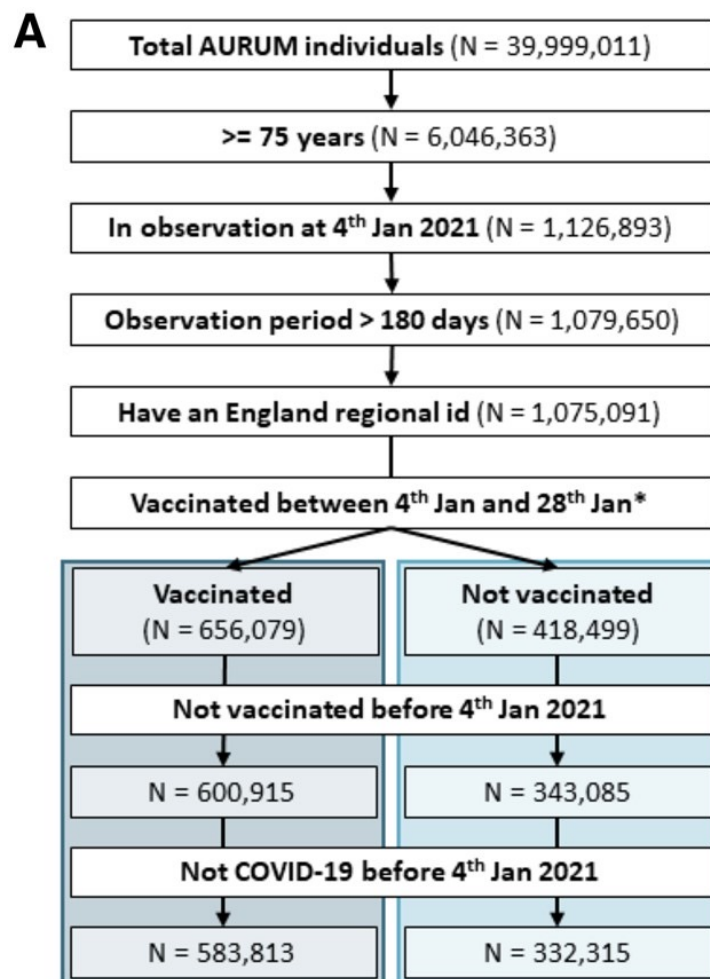 A
Total AURUM individuals (N = 39,999,011)
>= 75 years (N = 6,046,363)
In observation at 4th Jan 2021 (N = 1,126,893)
Observation period > 180 days (N = 1,079,650)
Have an England regional id (N = 1,075,091)
Vaccinated between 4th Jan and 28th Jan*
Vaccinated
(N = 656,079)
Not vaccinated
(N = 418,499)
Not vaccinated before 4th Jan 2021
N = 600,915
N = 343,085
Not COVID-19 before 4th Jan 2021
N = 583,813
N = 332,315